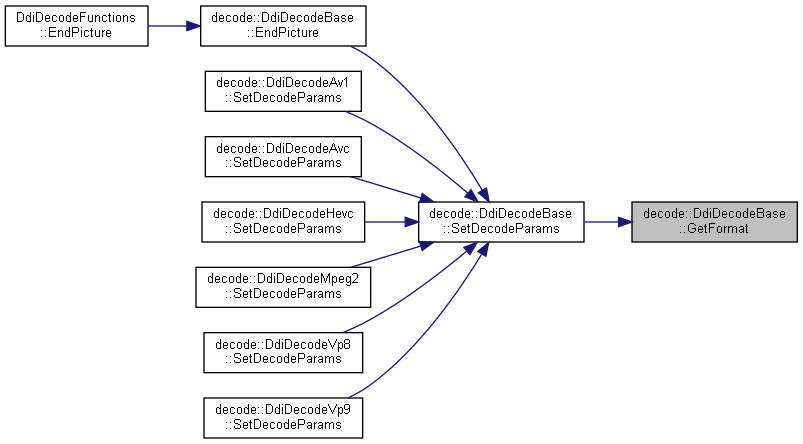 DdiDecodeFunctions
::EndPicture
decode::DdiDecodeBase
::EndPicture
decode::DdiDecodeAv1
::SetDecodeParams
decode::DdiDecodeAvc
::SetDecodeParams
decode::DdiDecodeHevc
::SetDecodeParams
decode::DdiDecodeMpeg2
::SetDecodeParams
decode::DdiDecodeVp8
::SetDecodeParams
decode::DdiDecodeVp9
::SetDecodeParams
decode::DdiDecodeBase
::SetDecodeParams
decode::DdiDecodeBase
::GetFormat